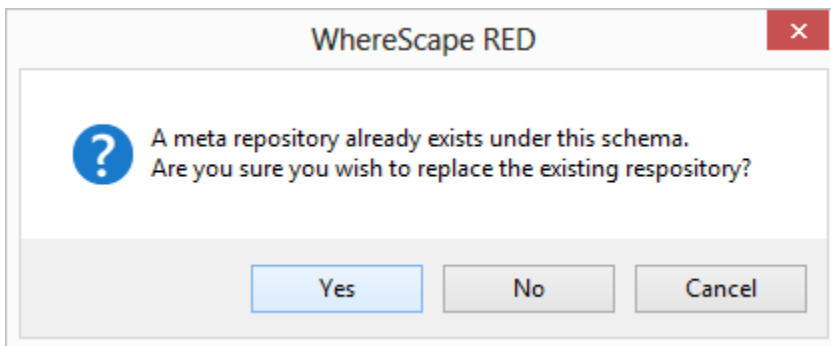 WhereScape RED
×
?
A meta repository already exists under this schema.
Are you sure you wish to replace the existing respository?
Yes No Cancel